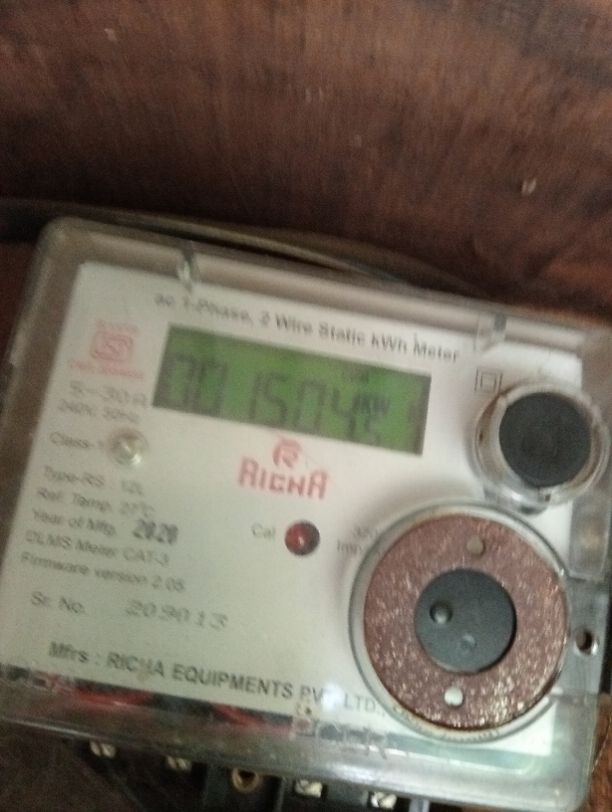 ac 1-Phase, 2 Wire Static kWh Meter
5-30A
240V, 50Hz
Class-1
RICHA
Type-RS 12L
Ref. Temp. 27°C
Year of Mfg. 2020
DLMS Meter CAT-3
Firmware version 2.05
Cal
Sr. No. 209013
Mfrs : RICHA EQUIPMENTS PVT. LTD.